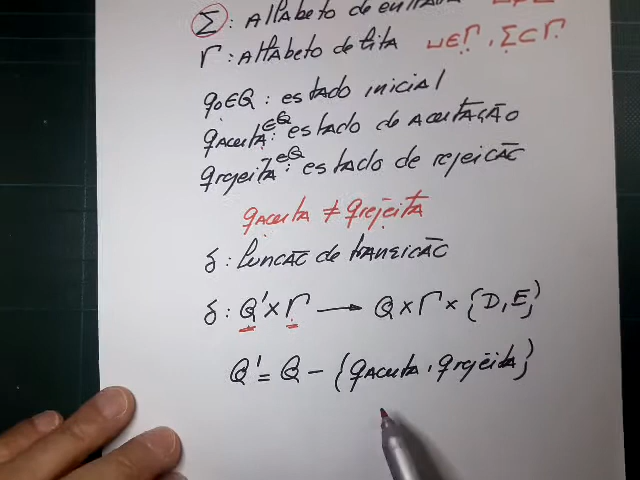 Σ: Alfabeto de entrada
Γ: Alfabeto de fita ⊔∈Γ, Σ⊂Γ
q₀∈Q: estado inicial
qaceita∈Q: estado de aceitação
qrejeita∈Q: estado de rejeição
qaceita ≠ qrejeita
δ: função de transição
δ: Q'×Γ → Q×Γ×{D,E}
Q' = Q - {qaceita, qrejeita}